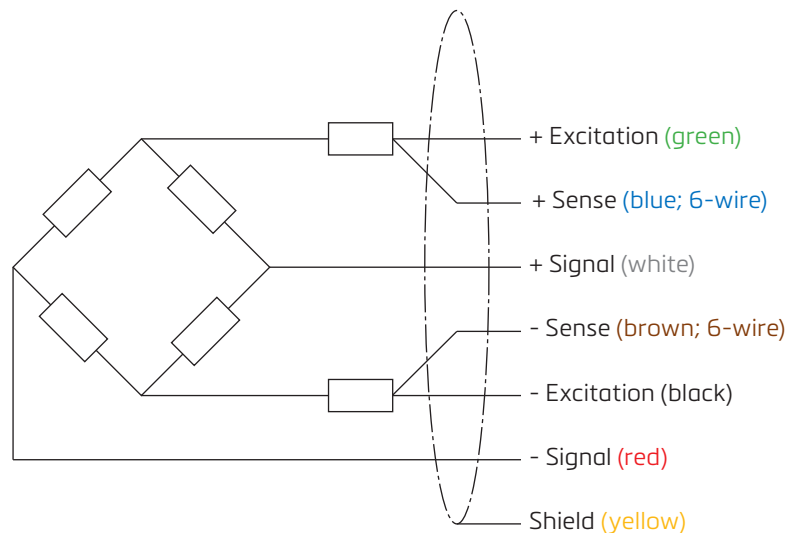 + Excitation (green)
+ Sense (blue; 6-wire)
+ Signal (white)
- Sense (brown; 6-wire)
- Excitation (black)
- Signal (red)
Shield (yellow)